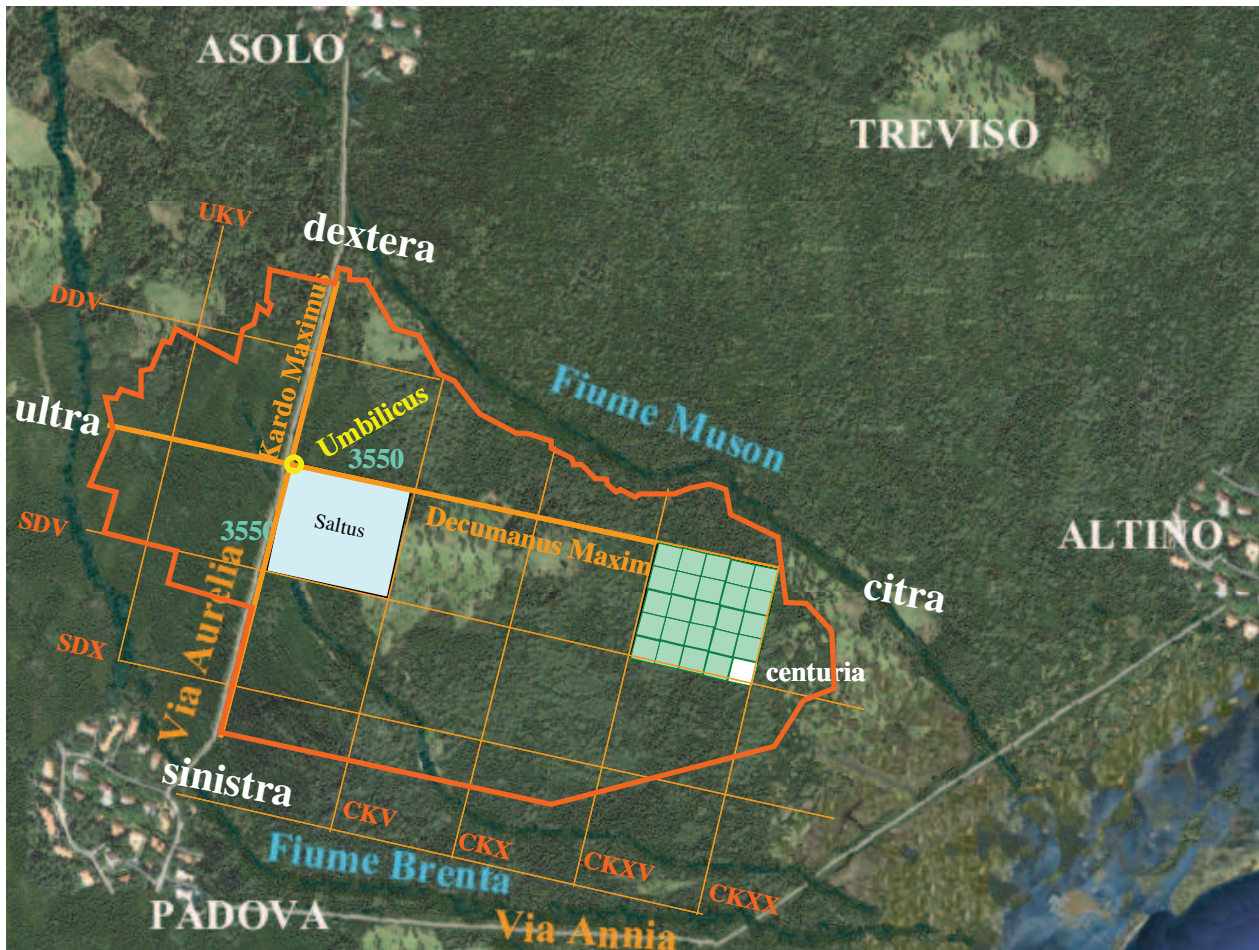 ASOLO
TREVISO
UKV
dextera
DDV
Kardo Maximus
ultra
Umbilicus
3550
Fiume Muson
SDV
3550
Saltus
Decumanus Maxim
ALTINO
citra
Via Aurelia
SDX
centuria
sinistra
CKV
CKX
CKXV
CKXX
Fiume Brenta
PADOVA
Via Annia